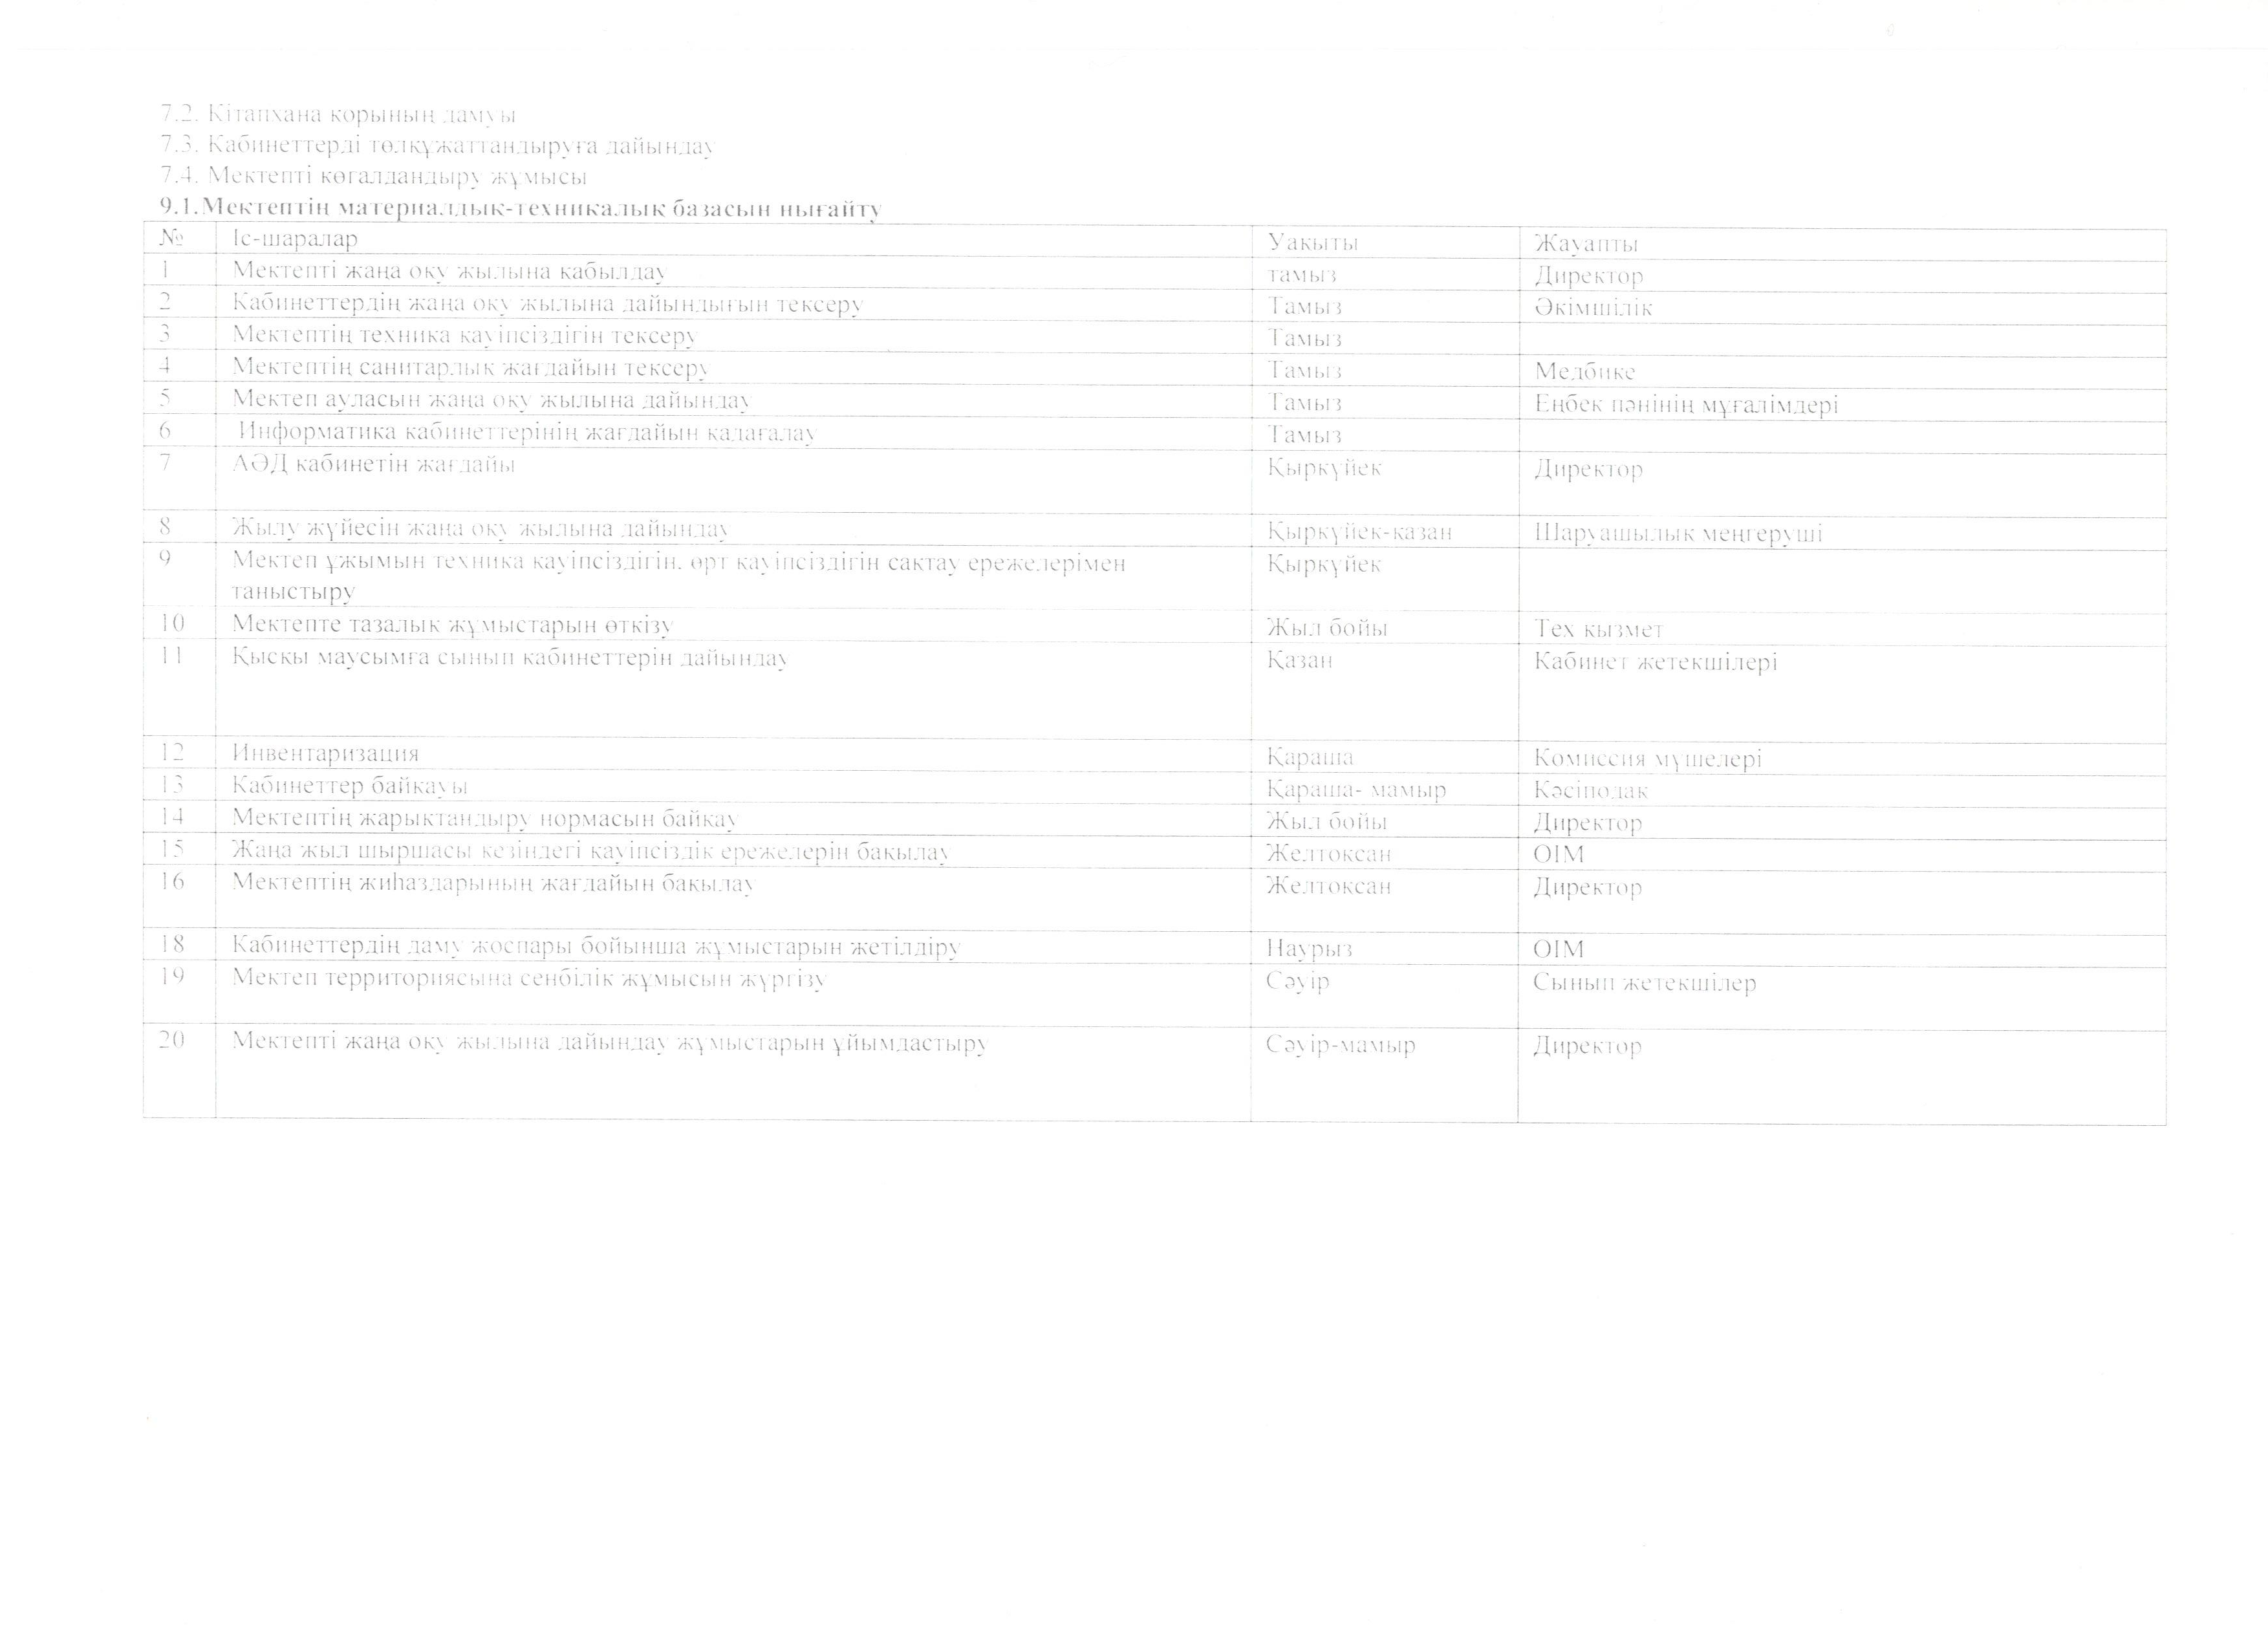 7.2. Кітапхана қорының дамуы
7.3. Кабинеттерді төлқұжаттандыруға дайындау
7.4. Мектепті көгалдандыру жұмысы
9.1.Мектептің материалдық-техникалық базасын нығайту
№ Іс-шаралар Уақыты Жауапты
1 Мектепті жаңа оқу жылына қабылдау тамыз Директор
2 Кабинеттердің жаңа оқу жылына дайындығын тексеру Тамыз Әкімшілік
3 Мектептің техника қауіпсіздігін тексеру Тамыз
4 Мектептің санитарлық жағдайын тексеру Тамыз Медбике
5 Мектеп ауласын жаңа оқу жылына дайындау Тамыз Еңбек пәнінің мұғалімдері
6 Информатика кабинеттерінің жағдайын қадағалау Тамыз
7 АӘД кабинетін жағдайы Қыркүйек Директор
8 Жылу жүйесін жаңа оқу жылына дайындау Қыркүйек-қазан Шаруашылық меңгеруші
9 Мектеп ұжымын техника қауіпсіздігін. өрт қауіпсіздігін сақтау ережелерімен Қыркүйек
таныстыру
10 Мектепте тазалық жұмыстарын өткізу Жыл бойы Тех қызмет
11 Қысқы маусымға сынып кабинеттерін дайындау Қазан Кабинет жетекшілері
12 Инвентаризация Қараша Комиссия мүшелері
13 Кабинеттер байқауы Қараша- мамыр Кәсіподақ
14 Мектептің жарықтандыру нормасын байқау Жыл бойы Директор
15 Жаңа жыл шыршасы кезіндегі қауіпсіздік ережелерін бақылау Желтоқсан ОІМ
16 Мектептің жиһаздарының жағдайын бақылау Желтоқсан Директор
18 Кабинеттердің даму жоспары бойынша жұмыстарын жетілдіру Наурыз ОІМ
19 Мектеп территориясына сенбілік жұмысын жүргізу Сәуір Сынып жетекшілер
20 Мектепті жаңа оқу жылына дайындау жұмыстарын ұйымдастыру Сәуір-мамыр Директор